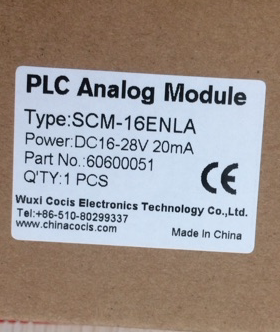 PLC Analog Module
Type:SCM-16ENLA
Power:DC16-28V 20mA
Part No.:60600051
Q'TY:1 PCS
CE
Wuxi Cocis Electronics Technology Co.,Ltd.
Tel:+86-510-80299337
www.chinacocis.com
Made In China